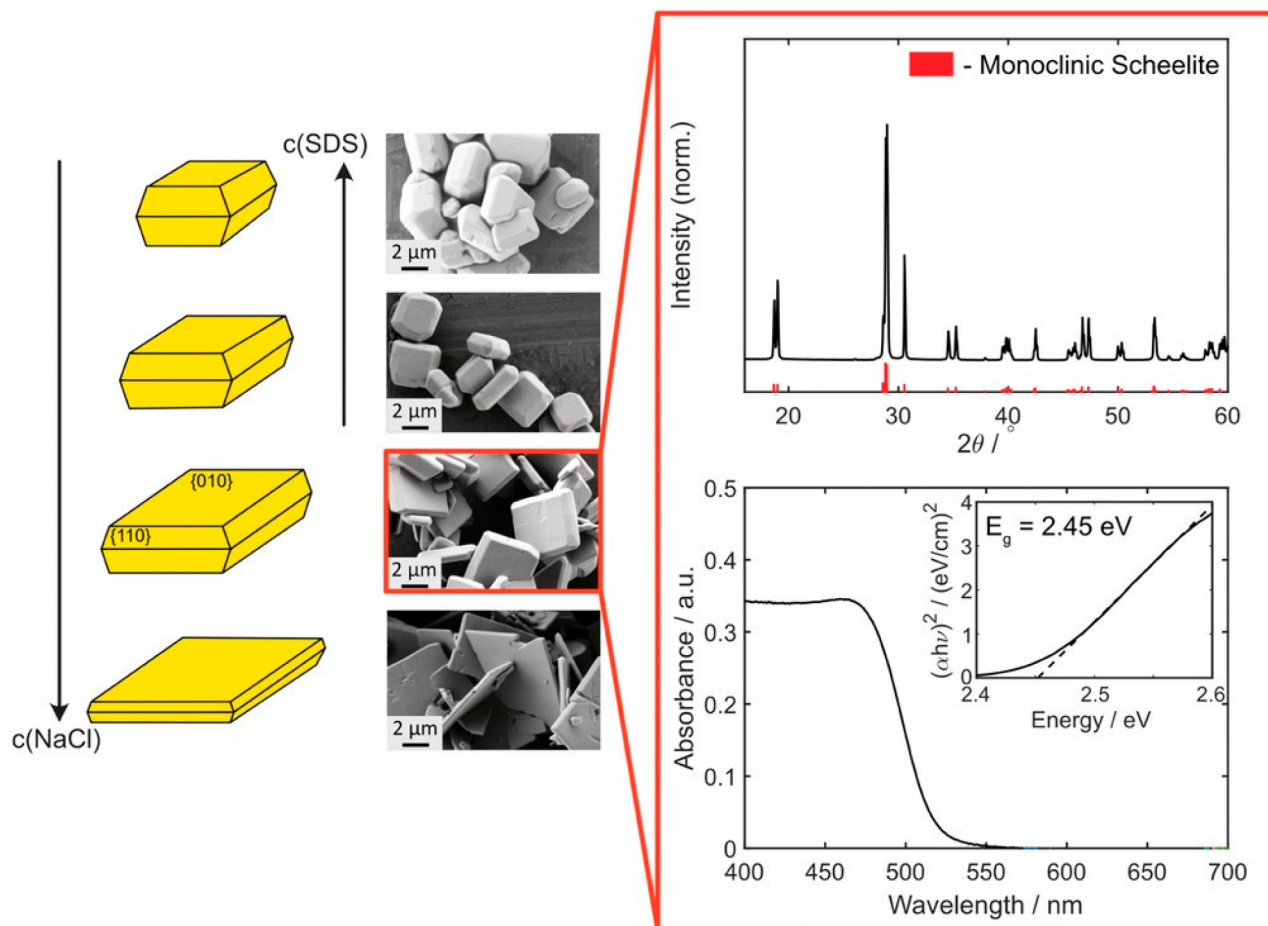 c(SDS)
{010}
{110}
c(NaCl)
2 μm
2 μm
2 μm
2 μm
- Monoclinic Scheelite
Intensity (norm.)
20
30
40
50
60
2θ / °
0.5
0.4
0.3
0.2
0.1
0
Absorbance / a.u.
400
450
500
550
600
650
700
Wavelength / nm
E_g = 2.45 eV
4
3
2
1
0
(αhν)² / (eV/cm)²
2.4
2.5
2.6
Energy / eV